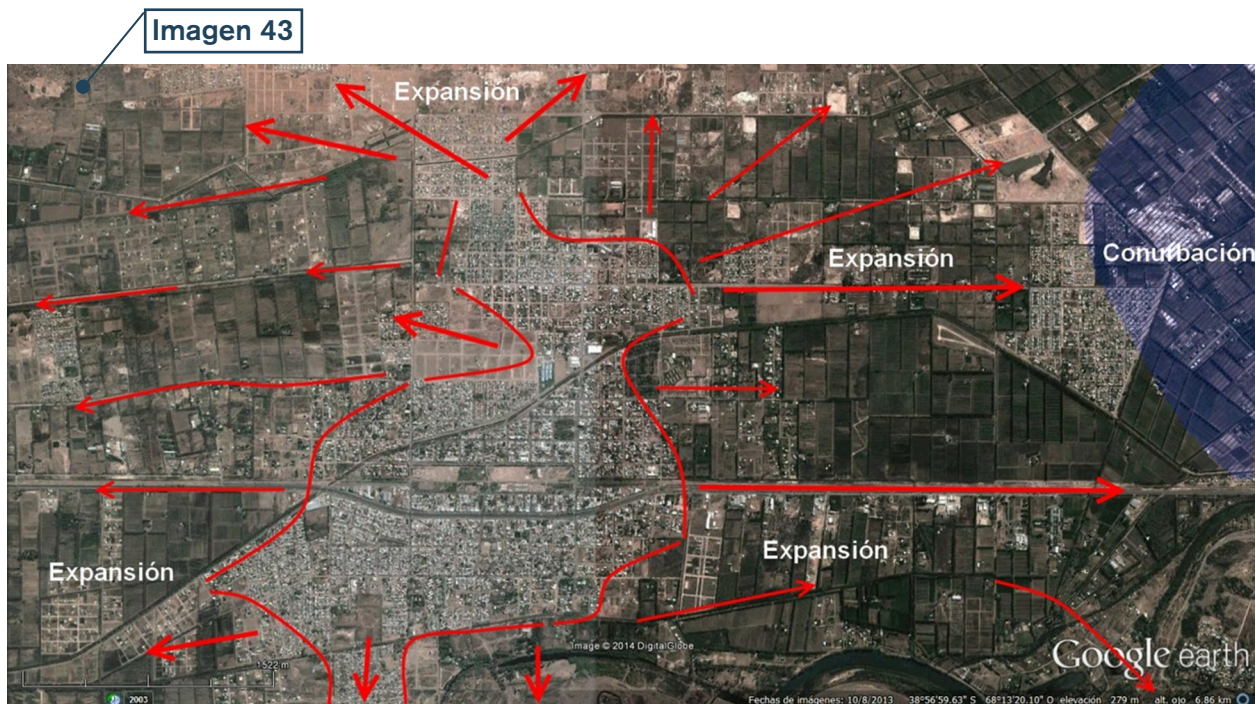 Imagen 43
Expansión
Expansión
Conurbación
Expansión
Expansión
Image © 2014 DigitalGlobe
Google earth
1522 m
2003
Fechas de imágenes: 10/8/2013 38°56'59.63" S 68°13'20.10" O elevación 279 m alt. ojo 6.86 km